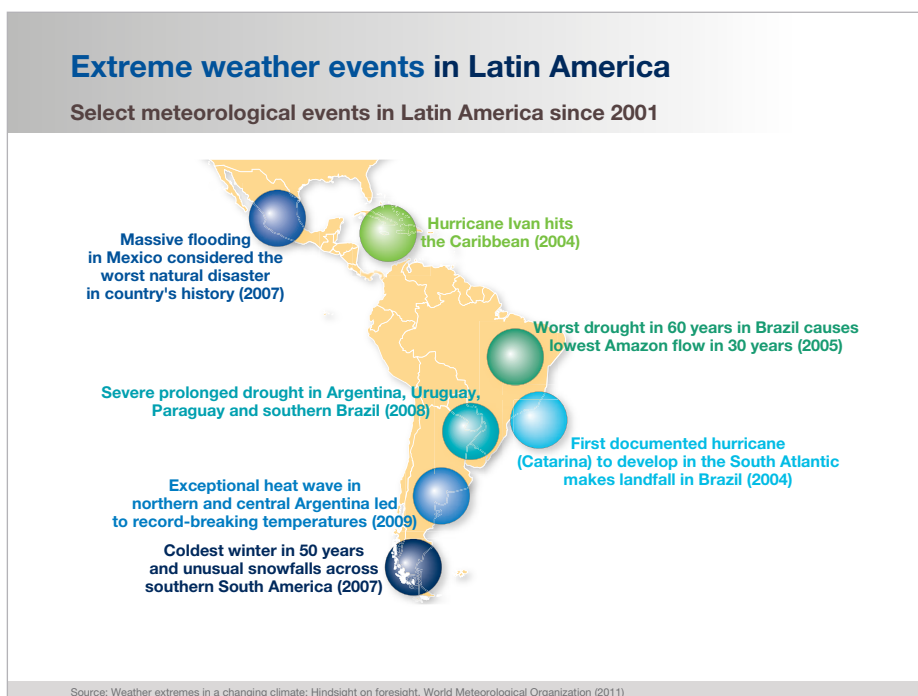 Extreme weather events in Latin America
Select meteorological events in Latin America since 2001
Hurricane Ivan hits
the Caribbean (2004)
Massive flooding
in Mexico considered the
worst natural disaster
in country's history (2007)
Worst drought in 60 years in Brazil causes
lowest Amazon flow in 30 years (2005)
Severe prolonged drought in Argentina, Uruguay,
Paraguay and southern Brazil (2008)
First documented hurricane
(Catarina) to develop in the South Atlantic
makes landfall in Brazil (2004)
Exceptional heat wave in
northern and central Argentina led
to record-breaking temperatures (2009)
Coldest winter in 50 years
and unusual snowfalls across
southern South America (2007)
Source: Weather extremes in a changing climate: Hindsight on foresight, World Meteorological Organization (2011)